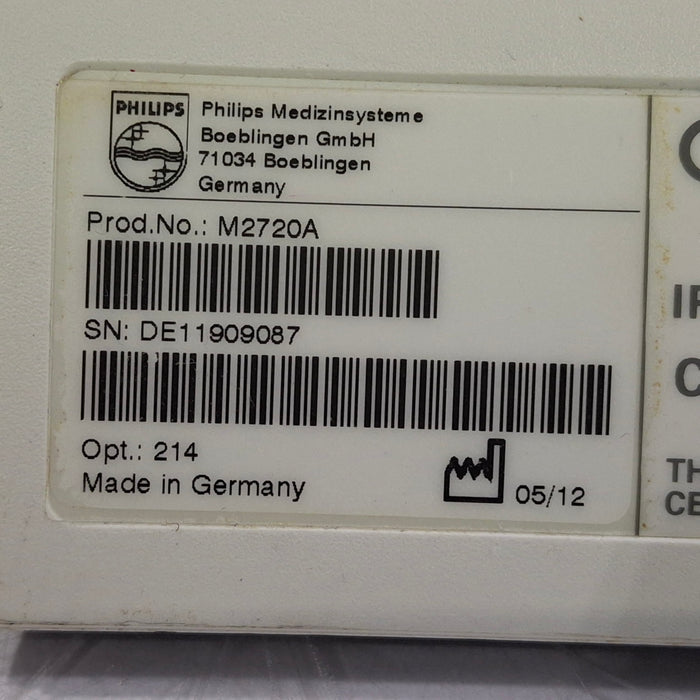 PHILIPS
Philips Medizinsysteme
Boeblingen GmbH
71034 Boeblingen
Germany
Prod.No.: M2720A
SN: DE11909087
Opt.: 214
Made in Germany
05/12